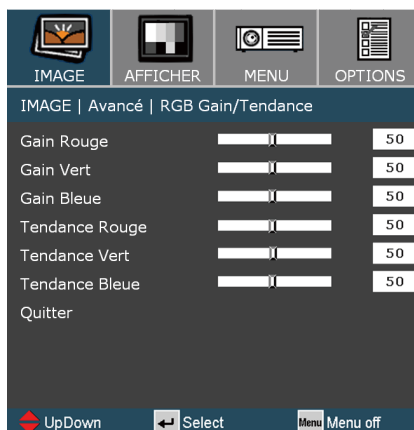 IMAGE AFFICHER MENU OPTIONS
IMAGE | Avancé | RGB Gain/Tendance
Gain Rouge 50
Gain Vert 50
Gain Bleue 50
Tendance Rouge 50
Tendance Vert 50
Tendance Bleue 50
Quitter
UpDown Select Menu Menu off